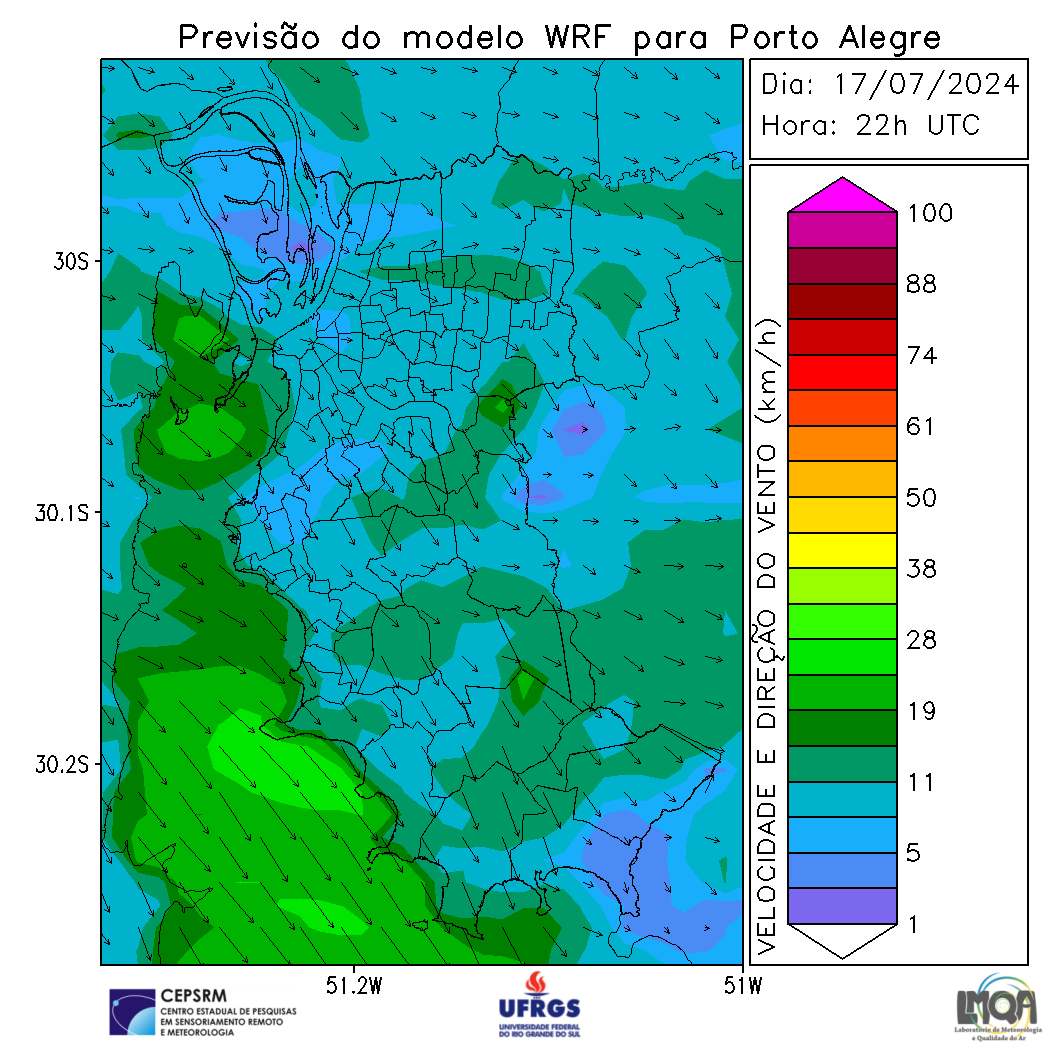 Previsão do modelo WRF para Porto Alegre
Dia: 17/07/2024
Hora: 22h UTC
30S
30.1S
30.2S
51.2W
51W
VELOCIDADE E DIREÇÃO DO VENTO (km/h)
100
88
74
61
50
38
28
19
11
5
1
CEPSRM
CENTRO ESTADUAL DE PESQUISAS
EM SENSORIAMENTO REMOTO
E METEOROLOGIA
UFRGS
UNIVERSIDADE FEDERAL
DO RIO GRANDE DO SUL
LMQA
Laboratório de Meteorologia
e Qualidade do Ar